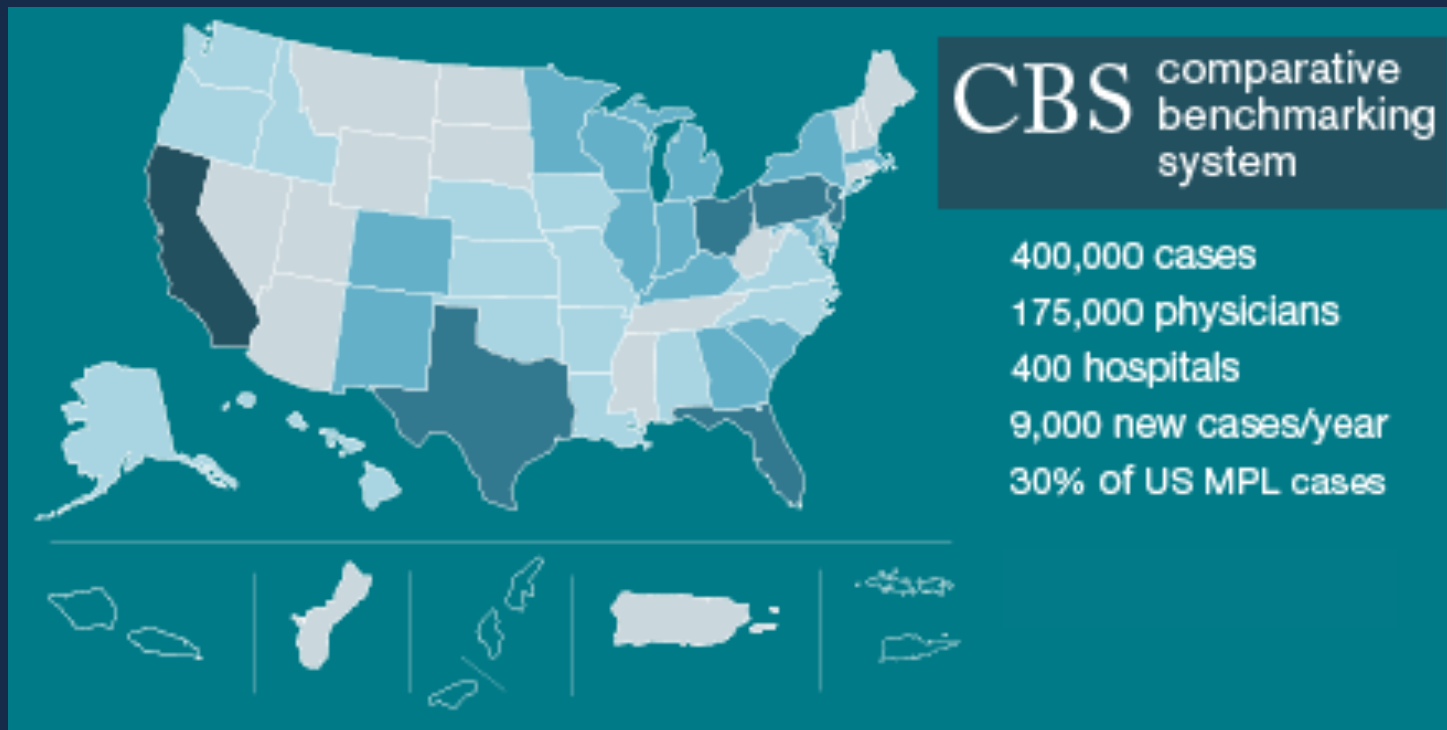 CBS comparative
benchmarking
system
400,000 cases
175,000 physicians
400 hospitals
9,000 new cases/year
30% of US MPL cases